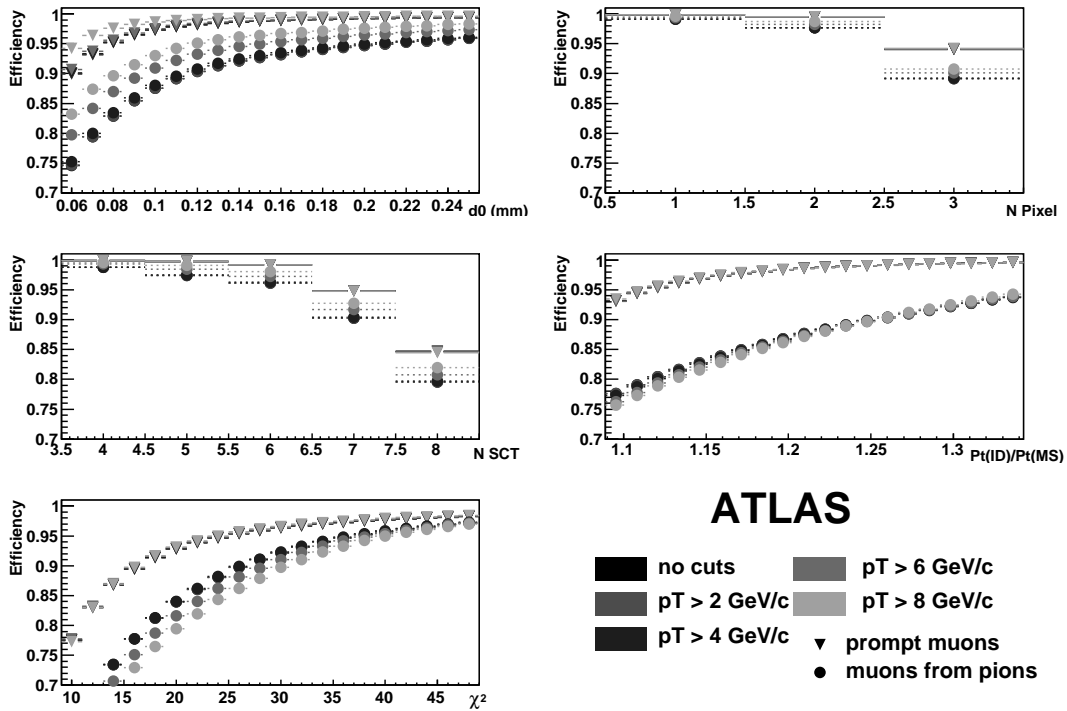 Efficiency
1
0.95
0.9
0.85
0.8
0.75
0.7
0.06 0.08 0.1 0.12 0.14 0.16 0.18 0.2 0.22 0.24
d0 (mm)
Efficiency
1
0.95
0.9
0.85
0.8
0.75
0.7
0.5 1 1.5 2 2.5 3 3.5
N Pixel
Efficiency
1
0.95
0.9
0.85
0.8
0.75
0.7
3.5 4 4.5 5 5.5 6 6.5 7 7.5 8
N SCT
Efficiency
1
0.95
0.9
0.85
0.8
0.75
0.7
1.1 1.15 1.2 1.25 1.3
Pt(ID)/Pt(MS)
Efficiency
1
0.95
0.9
0.85
0.8
0.75
0.7
10 15 20 25 30 35 40 45
χ²
ATLAS
no cuts
pT > 2 GeV/c
pT > 4 GeV/c
pT > 6 GeV/c
pT > 8 GeV/c
prompt muons
muons from pions